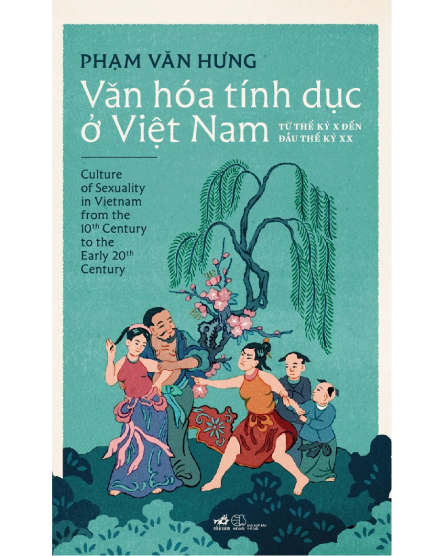 PHẠM VĂN HƯNG
Văn hóa tính dục
ở Việt Nam
TỪ THẾ KỶ X ĐẾN
ĐẦU THẾ KỶ XX
Culture
of Sexuality
in Vietnam
from the
10th Century
to the
Early 20th
Century